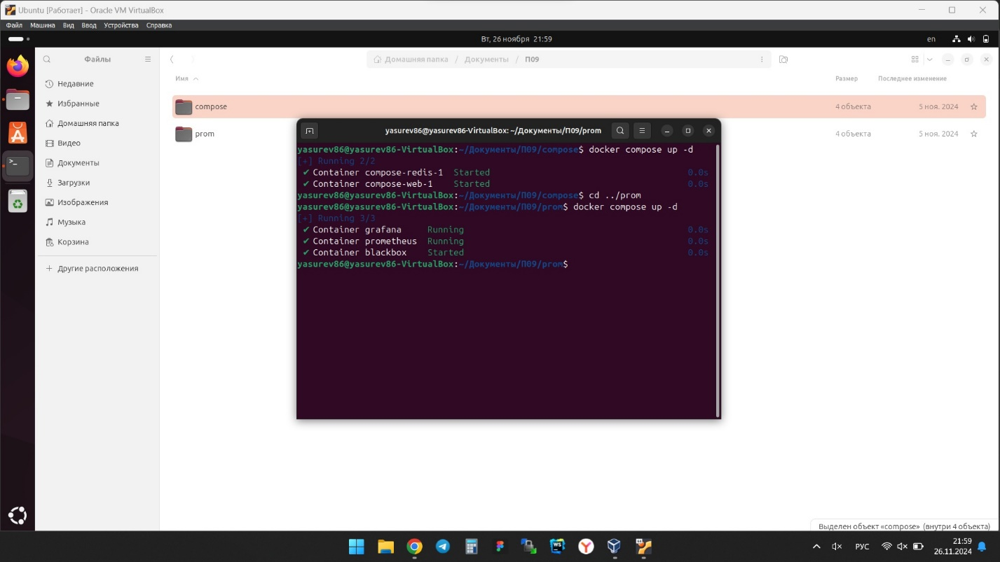 Ubuntu [Работает] - Oracle VM VirtualBox
Файл Машина Вид Ввод Устройства Справка
Вт, 26 ноября 21:59
en
Файлы
Домашняя папка / Документы / П09
Имя
Размер
Последнее изменение
Недавние
Избранные
Домашняя папка
Видео
Документы
Загрузки
Изображения
Музыка
Корзина
Другие расположения
compose 4 объекта 5 ноя. 2024
prom 4 объекта 5 ноя. 2024
yasurev86@yasurev86-VirtualBox: ~/Документы/П09/prom
yasurev86@yasurev86-VirtualBox:~/Документы/П09/compose$ docker compose up -d
[+] Running 2/2
✔ Container compose-redis-1 Started 0.0s
✔ Container compose-web-1 Started 0.0s
yasurev86@yasurev86-VirtualBox:~/Документы/П09/compose$ cd ../prom
yasurev86@yasurev86-VirtualBox:~/Документы/П09/prom$ docker compose up -d
[+] Running 3/3
✔ Container grafana Running 0.0s
✔ Container prometheus Running 0.0s
✔ Container blackbox Started 0.0s
yasurev86@yasurev86-VirtualBox:~/Документы/П09/prom$
Выделен объект «compose» (внутри 4 объекта)
WS
РУС
21:59
26.11.2024